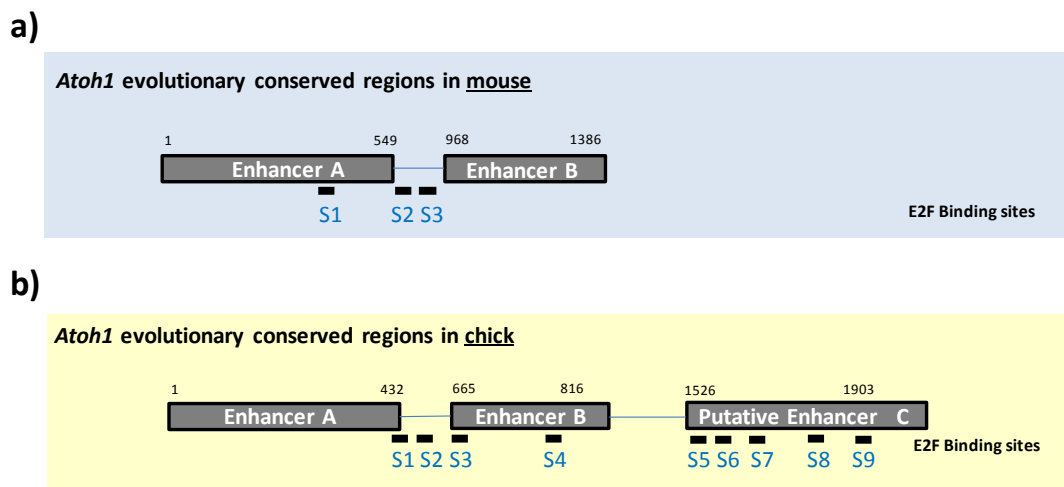 a)
Atoh1 evolutionary conserved regions in mouse
1 549 968 1386
Enhancer A Enhancer B
S1 S2 S3
E2F Binding sites
b)
Atoh1 evolutionary conserved regions in chick
1 432 665 816 1526 1903
Enhancer A Enhancer B Putative Enhancer C
E2F Binding sites
S1 S2 S3 S4 S5 S6 S7 S8 S9